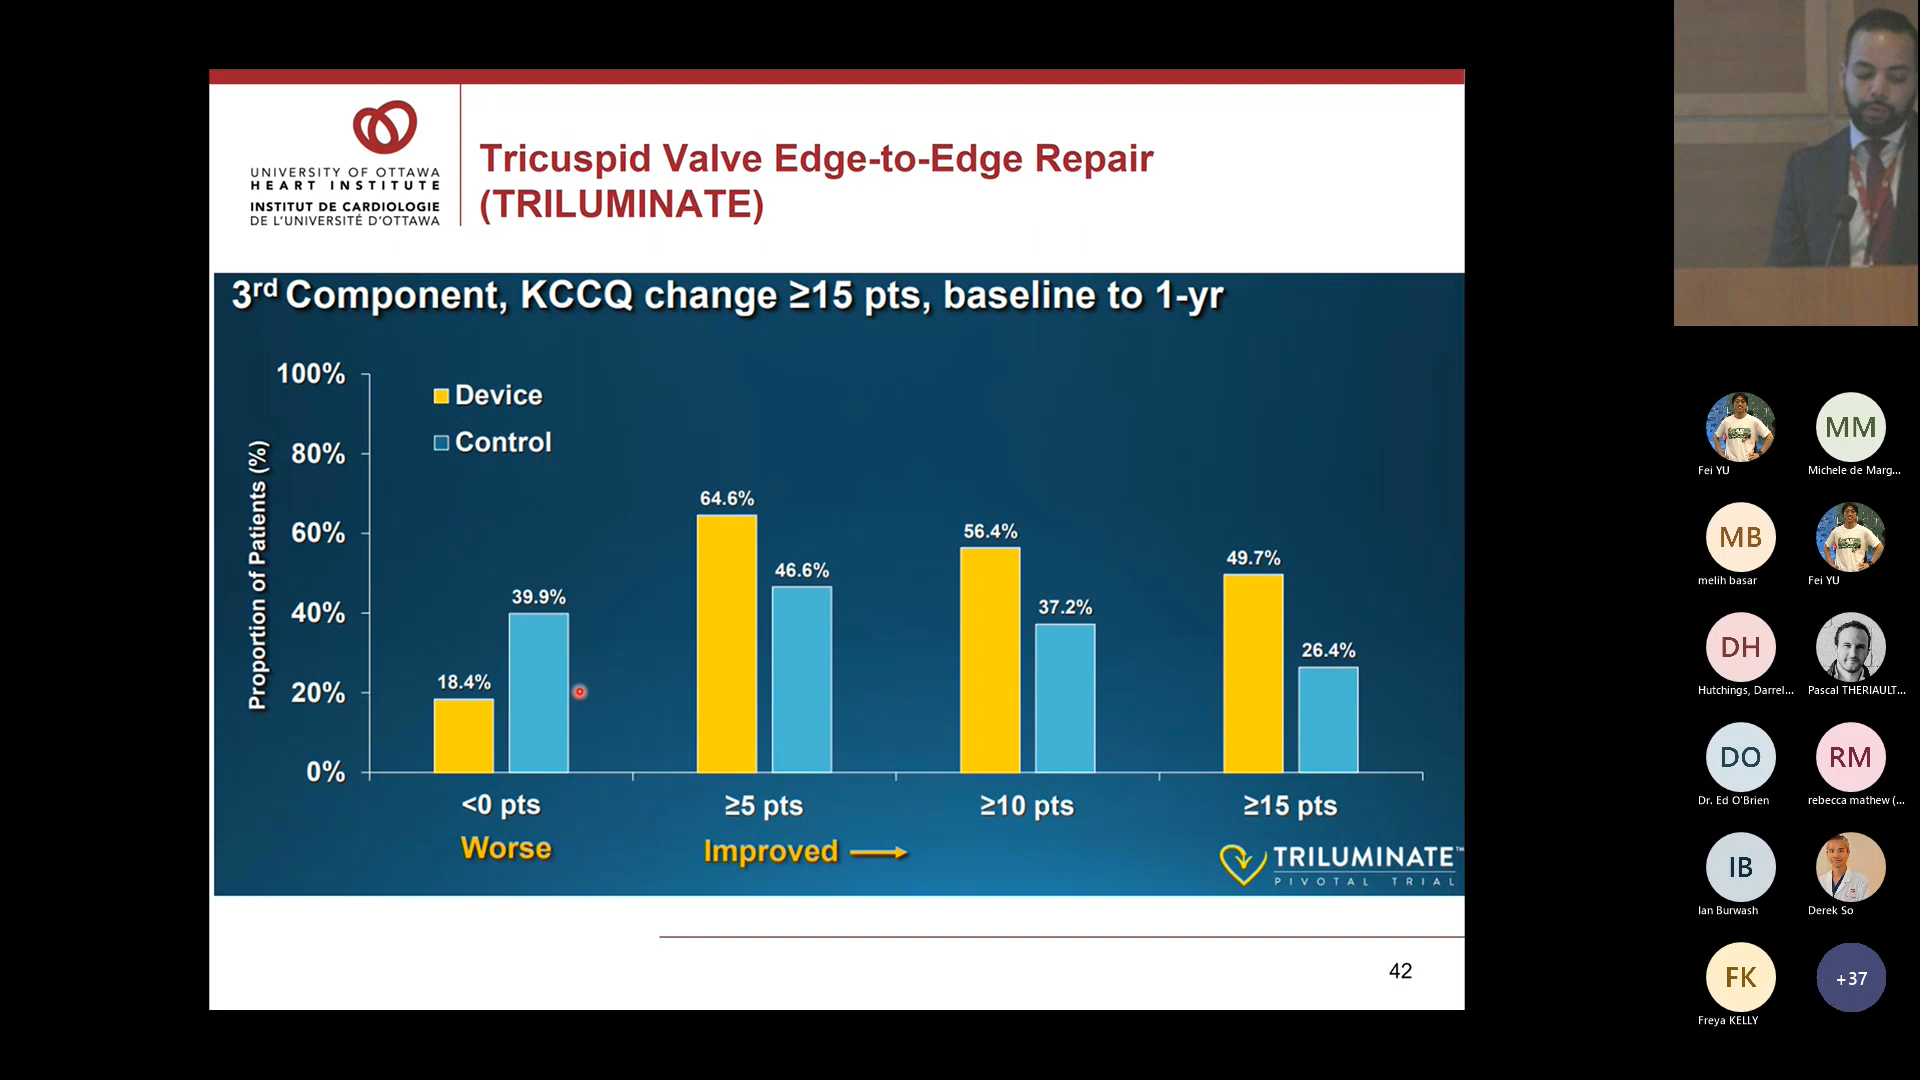 UNIVERSITY OF OTTAWA
HEART INSTITUTE
INSTITUT DE CARDIOLOGIE
DE L'UNIVERSITÉ D'OTTAWA
Tricuspid Valve Edge-to-Edge Repair
(TRILUMINATE)
3rd Component, KCCQ change ≥15 pts, baseline to 1-yr
Proportion of Patients (%)
100%
80%
60%
40%
20%
0%
Device
Control
18.4%
39.9%
64.6%
46.6%
56.4%
37.2%
49.7%
26.4%
<0 pts
≥5 pts
≥10 pts
≥15 pts
Worse
Improved
TRILUMINATE™
PIVOTAL TRIAL
42
Fei YU
MM
Michele de Marg...
MB
melih basar
Fei YU
DH
Hutchings, Darrel...
Pascal THERIAULT...
DO
Dr. Ed O'Brien
RM
rebecca mathew (...
IB
Ian Burwash
Derek So
FK
Freya KELLY
+37